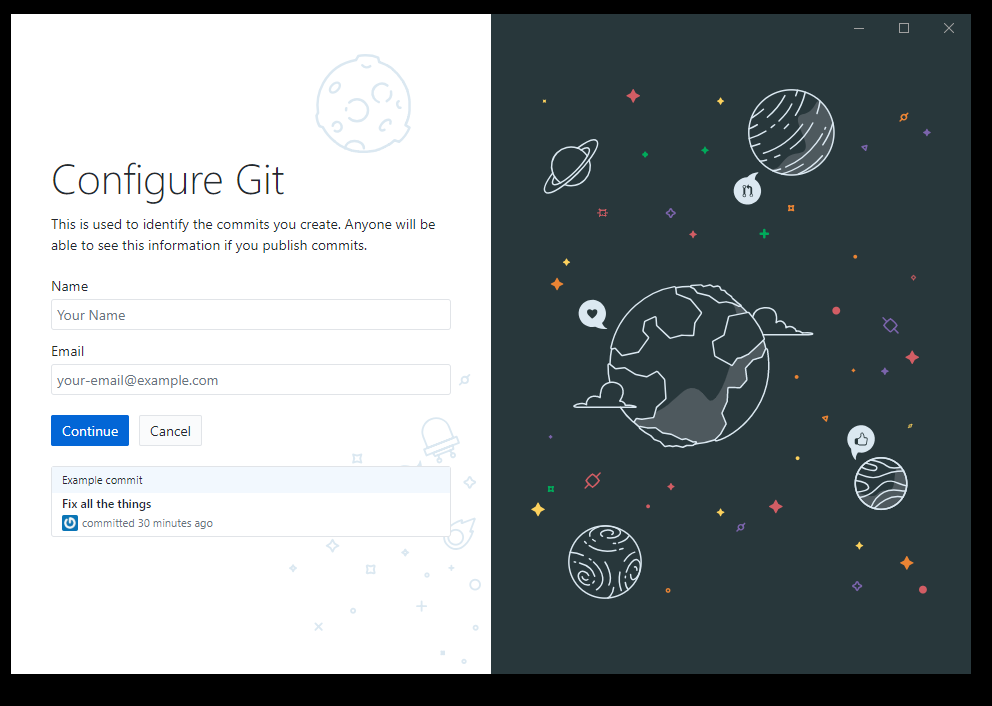 Configure Git
This is used to identify the commits you create. Anyone will be
able to see this information if you publish commits.
Name
Your Name
Email
your-email@example.com
Continue Cancel
Example commit
Fix all the things
committed 30 minutes ago